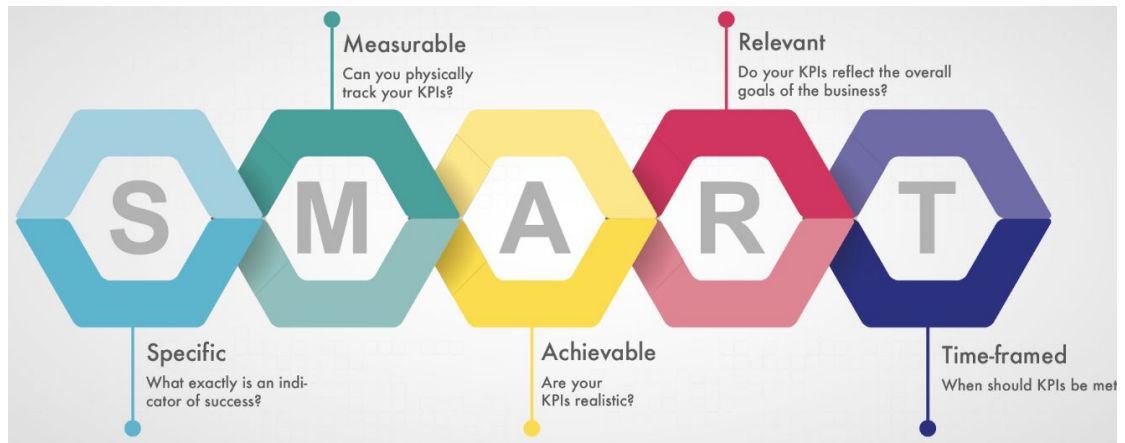 Measurable
Can you physically
track your KPIs?
Relevant
Do your KPIs reflect the overall
goals of the business?
S M A R T
Specific
What exactly is an indi-
cator of success?
Achievable
Are your
KPIs realistic?
Time-framed
When should KPIs be met